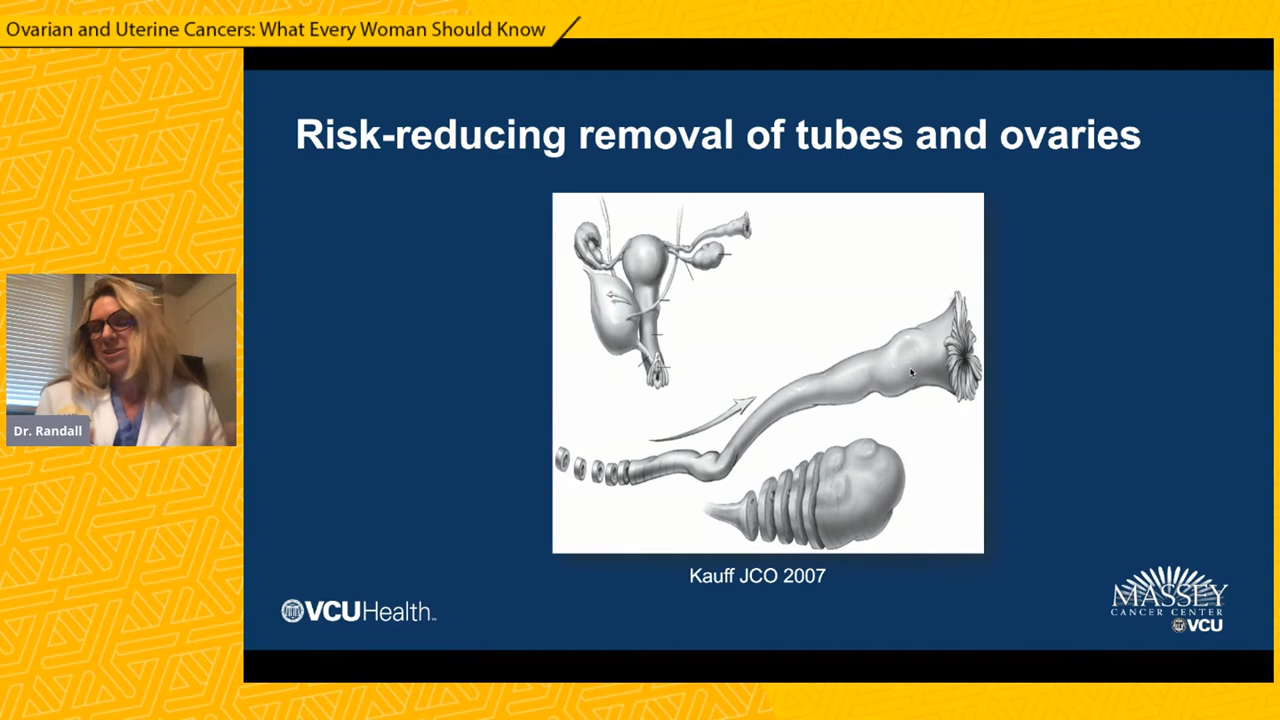 Ovarian and Uterine Cancers: What Every Woman Should Know
Risk-reducing removal of tubes and ovaries
Dr. Randall
Kauff JCO 2007
VCUHealth™
MASSEY
CANCER CENTER
VCU